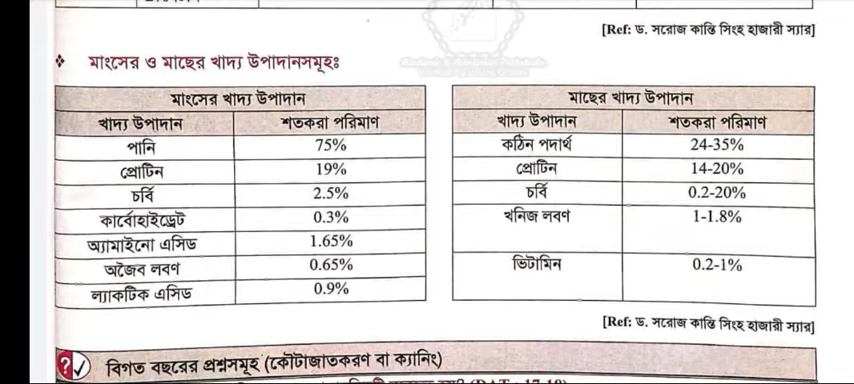 [Ref: ড. সরোজ কান্তি সিংহ হাজারী স্যার]
❖ মাংসের ও মাছের খাদ্য উপাদানসমূহঃ
মাংসের খাদ্য উপাদান
খাদ্য উপাদান শতকরা পরিমাণ
পানি 75%
প্রোটিন 19%
চর্বি 2.5%
কার্বোহাইড্রেট 0.3%
অ্যামাইনো এসিড 1.65%
অজৈব লবণ 0.65%
ল্যাকটিক এসিড 0.9%
মাছের খাদ্য উপাদান
খাদ্য উপাদান শতকরা পরিমাণ
কঠিন পদার্থ 24-35%
প্রোটিন 14-20%
চর্বি 0.2-20%
খনিজ লবণ 1-1.8%
ভিটামিন 0.2-1%
[Ref: ড. সরোজ কান্তি সিংহ হাজারী স্যার]
বিগত বছরের প্রশ্নসমূহ (কৌটাজাতকরণ বা ক্যানিং)